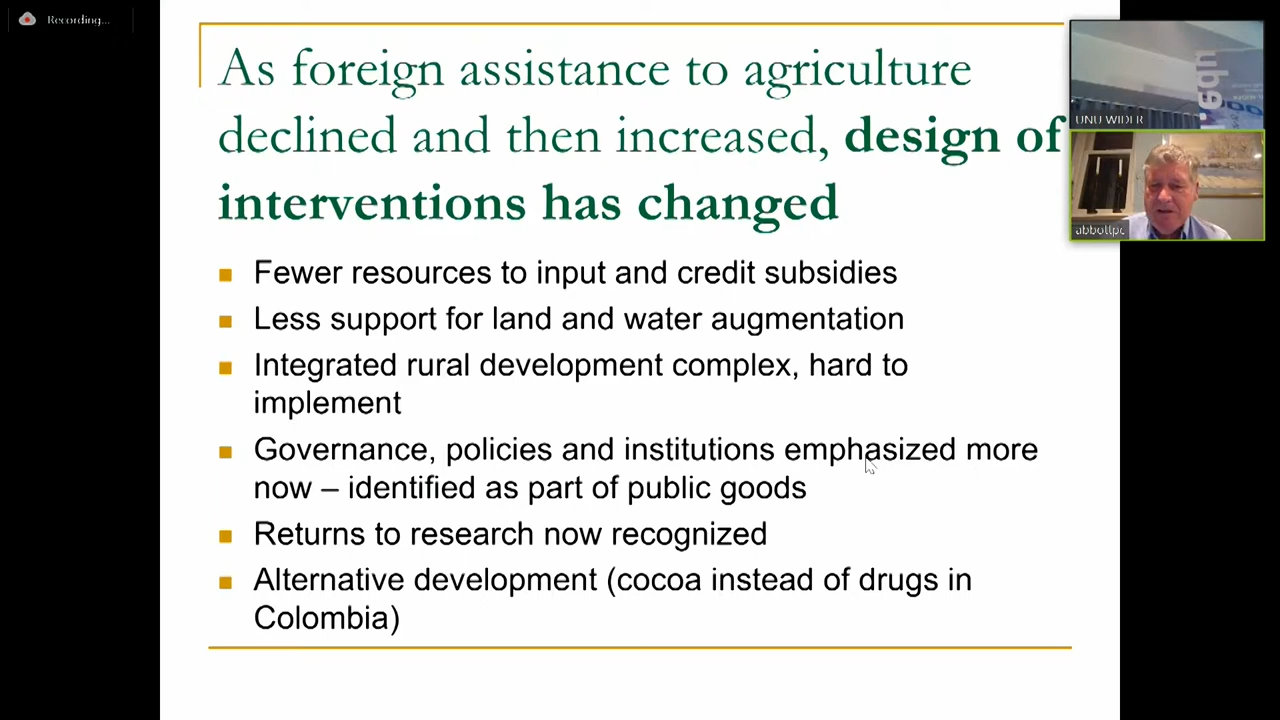 Recording...
As foreign assistance to agriculture
declined and then increased, design of
interventions has changed
Fewer resources to input and credit subsidies
Less support for land and water augmentation
Integrated rural development complex, hard to
implement
Governance, policies and institutions emphasized more
now – identified as part of public goods
Returns to research now recognized
Alternative development (cocoa instead of drugs in
Colombia)
UNU WIDER
abbottpc